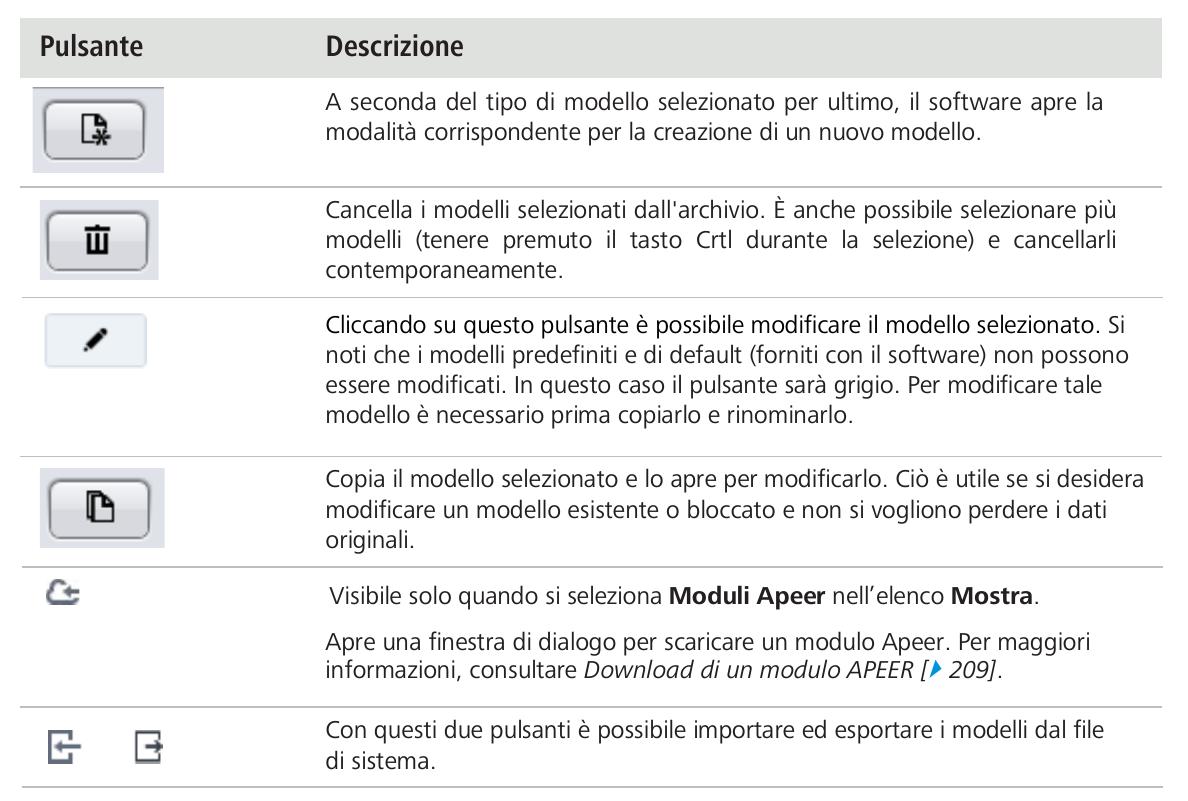 Pulsante
Descrizione
A seconda del tipo di modello selezionato per ultimo, il software apre la
modalità corrispondente per la creazione di un nuovo modello.
Cancella i modelli selezionati dall'archivio. È anche possibile selezionare più
modelli (tenere premuto il tasto Crtl durante la selezione) e cancellarli
contemporaneamente.
Cliccando su questo pulsante è possibile modificare il modello selezionato. Si
noti che i modelli predefiniti e di default (forniti con il software) non possono
essere modificati. In questo caso il pulsante sarà grigio. Per modificare tale
modello è necessario prima copiarlo e rinominarlo.
Copia il modello selezionato e lo apre per modificarlo. Ciò è utile se si desidera
modificare un modello esistente o bloccato e non si vogliono perdere i dati
originali.
Visibile solo quando si seleziona Moduli Apeer nell’elenco Mostra.
Apre una finestra di dialogo per scaricare un modulo Apeer. Per maggiori
informazioni, consultare Download di un modulo APEER [ 209].
Con questi due pulsanti è possibile importare ed esportare i modelli dal file
di sistema.